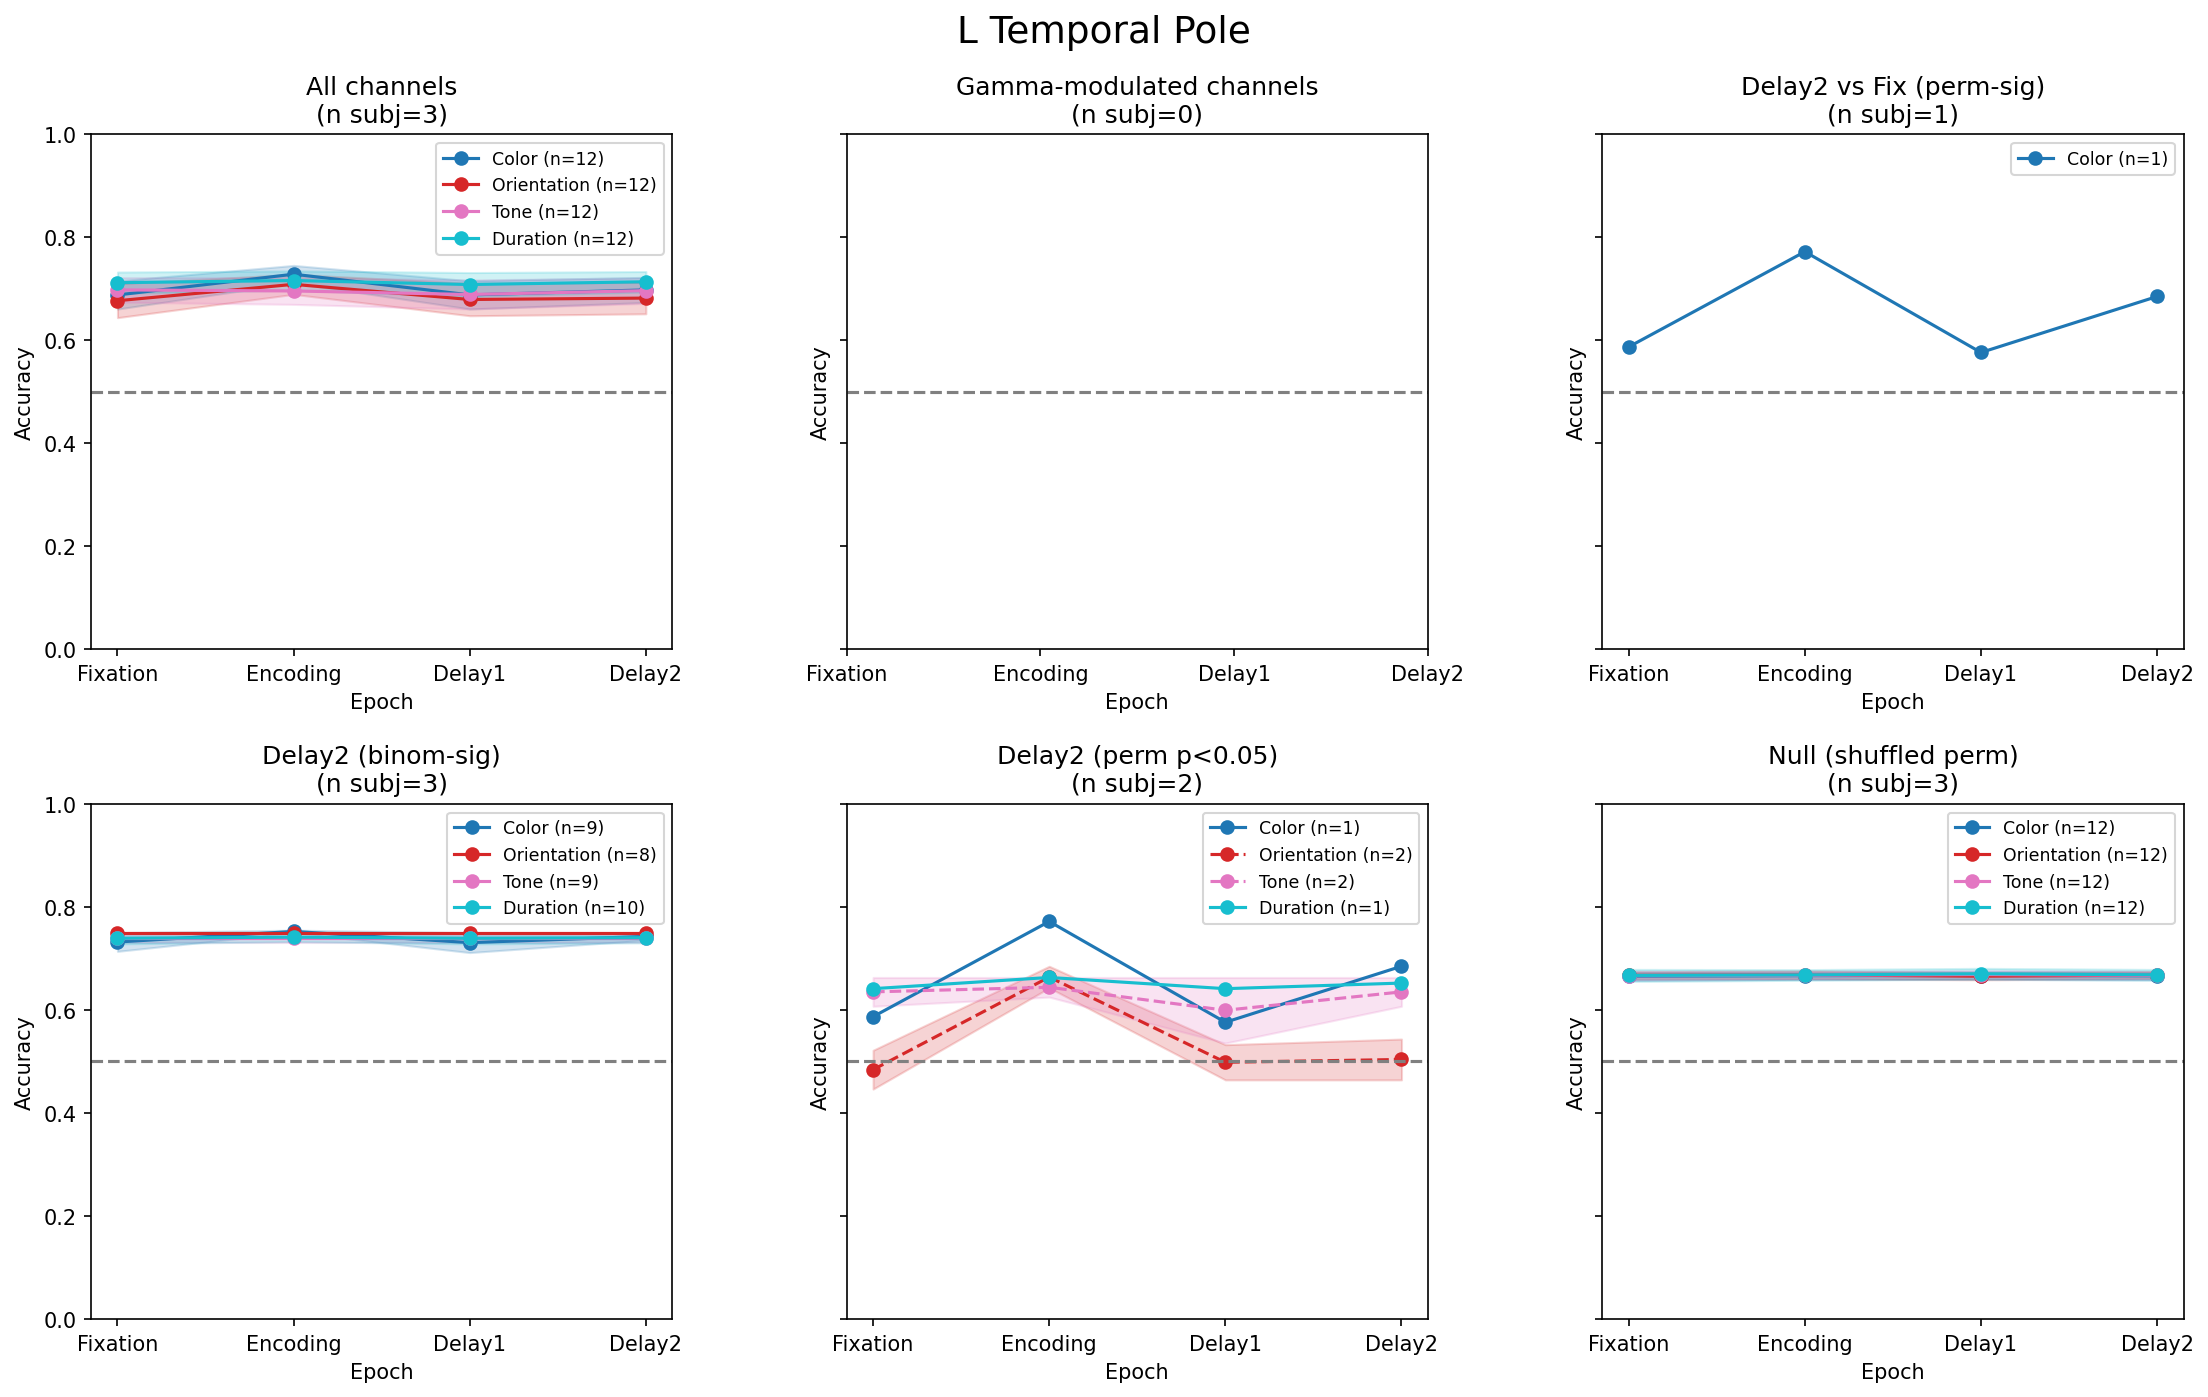 L Temporal Pole
All channels
(n subj=3)
1.0
0.8
0.6
0.4
0.2
0.0
Accuracy
Color (n=12)
Orientation (n=12)
Tone (n=12)
Duration (n=12)
Fixation Encoding Delay1 Delay2
Epoch
Gamma-modulated channels
(n subj=0)
Accuracy
Fixation Encoding Delay1 Delay2
Epoch
Delay2 vs Fix (perm-sig)
(n subj=1)
Accuracy
Color (n=1)
Fixation Encoding Delay1 Delay2
Epoch
Delay2 (binom-sig)
(n subj=3)
1.0
0.8
0.6
0.4
0.2
0.0
Accuracy
Color (n=9)
Orientation (n=8)
Tone (n=9)
Duration (n=10)
Fixation Encoding Delay1 Delay2
Epoch
Delay2 (perm p<0.05)
(n subj=2)
Accuracy
Color (n=1)
Orientation (n=2)
Tone (n=2)
Duration (n=1)
Fixation Encoding Delay1 Delay2
Epoch
Null (shuffled perm)
(n subj=3)
Accuracy
Color (n=12)
Orientation (n=12)
Tone (n=12)
Duration (n=12)
Fixation Encoding Delay1 Delay2
Epoch